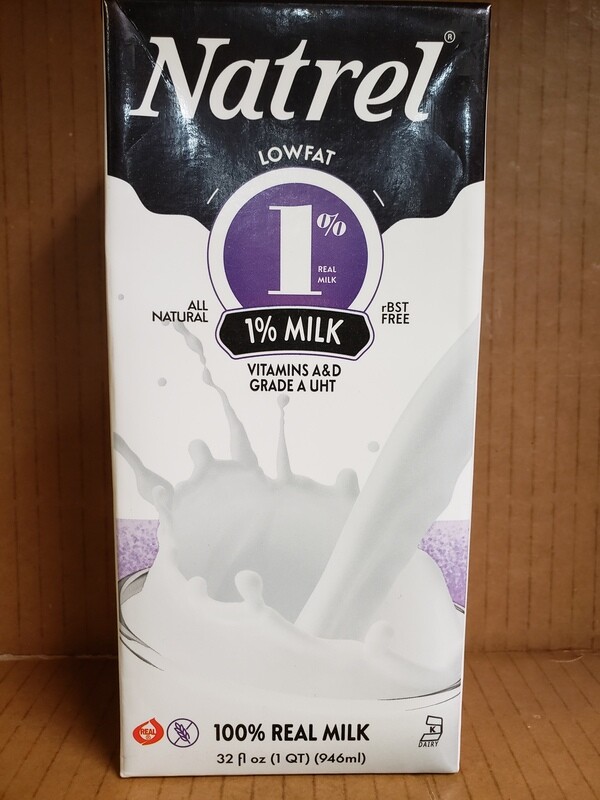 Natrel®
LOWFAT
1%
REAL
MILK
ALL
NATURAL
rBST
FREE
1% MILK
VITAMINS A&D
GRADE A UHT
REAL
100% REAL MILK
K
DAIRY
32 fl oz (1 QT) (946ml)